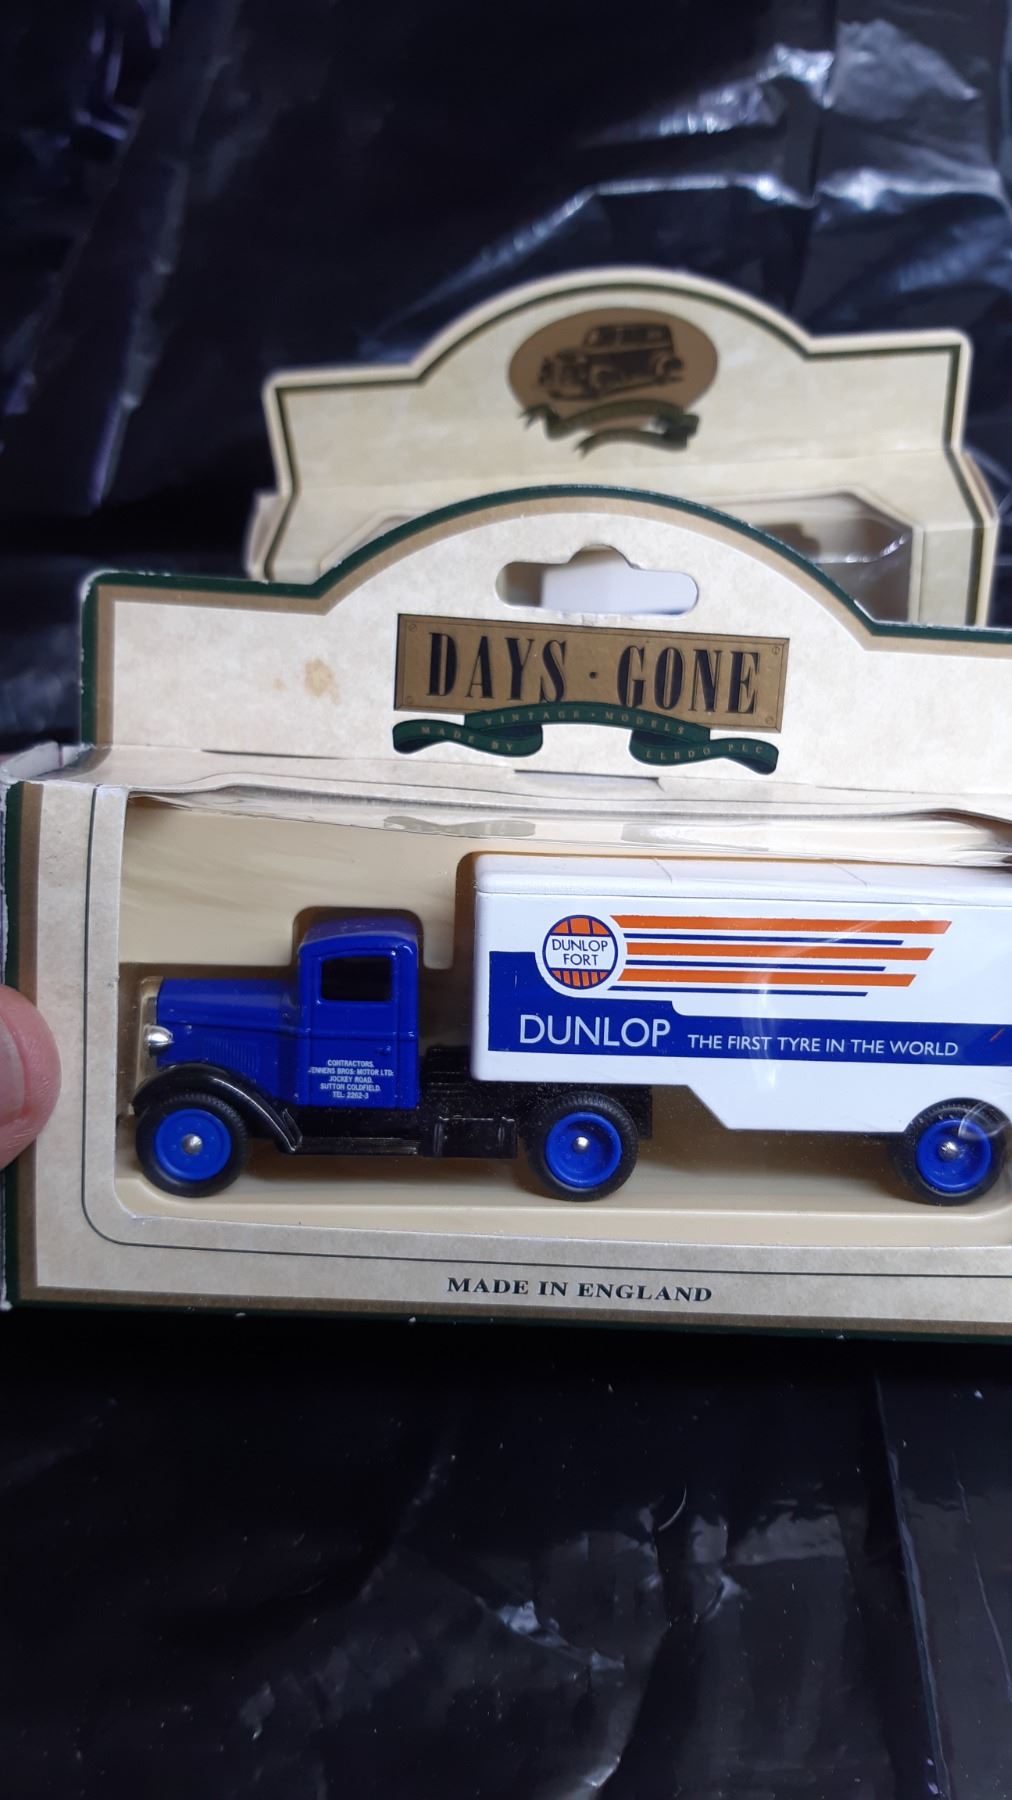 DAYS · GONE
VINTAGE · MODELS
MADE BY LLEDO PLC
DUNLOP
FORT
DUNLOP THE FIRST TYRE IN THE WORLD
CONTRACTORS.
JENNENS BROS: MOTOR LTD:
JOCKEY ROAD.
SUTTON COLDFIELD.
TEL: 2262-3
MADE IN ENGLAND